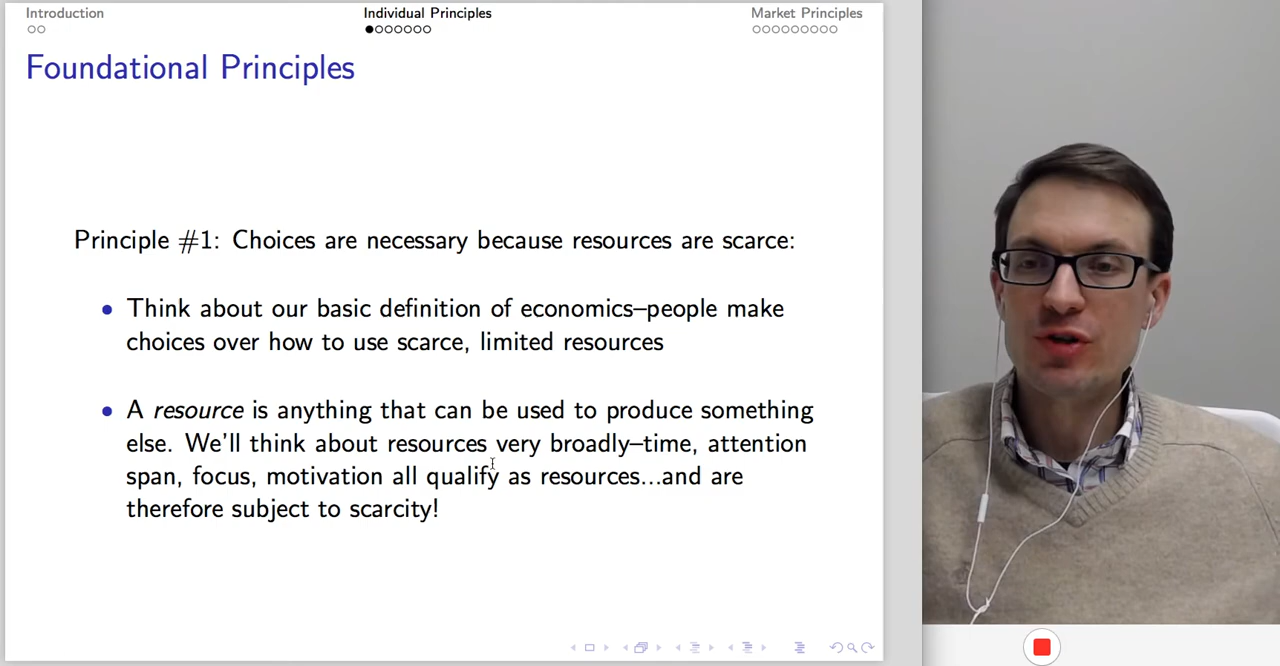 Introduction
Individual Principles
Market Principles
Foundational Principles
Principle #1: Choices are necessary because resources are scarce:
• Think about our basic definition of economics–people make
choices over how to use scarce, limited resources
• A resource is anything that can be used to produce something
else. We'll think about resources very broadly–time, attention
span, focus, motivation all qualify as resources...and are
therefore subject to scarcity!